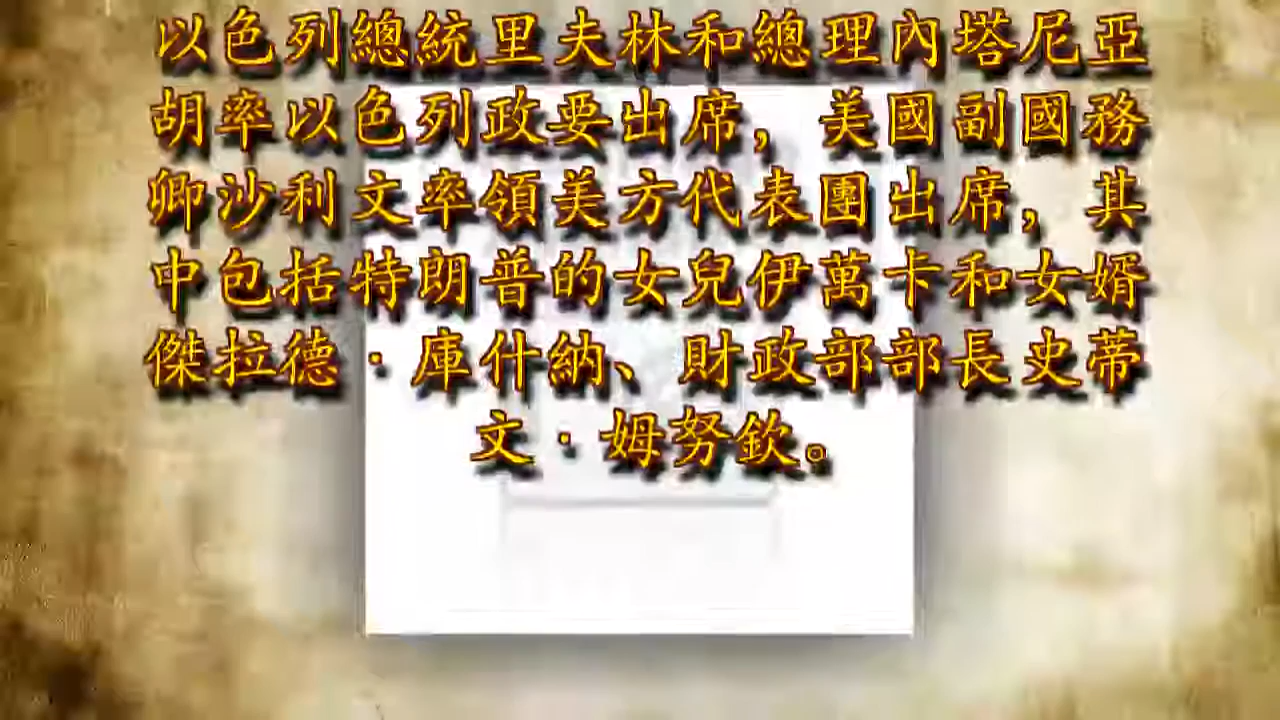 以色列總統里夫林和總理內塔尼亞
胡率以色列政要出席，美國副國務
卿沙利文率領美方代表團出席，其
中包括特朗普的女兒伊萬卡和女婿
傑拉德·庫什納、財政部部長史蒂
文·姆努欽。